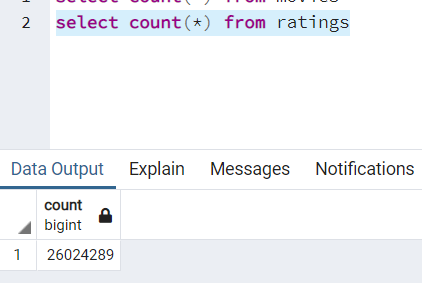 1 select count(*) from movies
2 select count(*) from ratings
Data Output Explain Messages Notifications
count
bigint
1 26024289